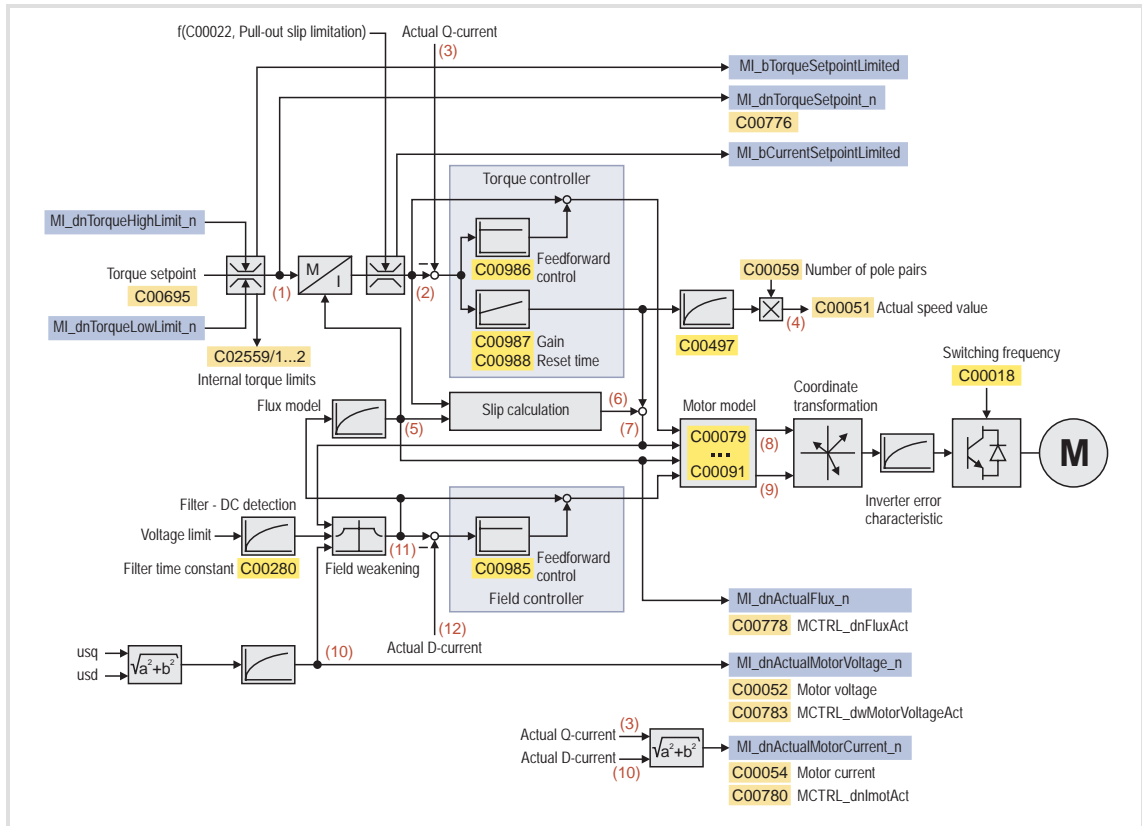 f(C00022, Pull-out slip limitation)
Actual Q-current
(3)
MI_bTorqueSetpointLimited
MI_dnTorqueSetpoint_n
C00776
MI_bCurrentSetpointLimited
Torque controller
MI_dnTorqueHighLimit_n
Torque setpoint
C00695
MI_dnTorqueLowLimit_n
(1)
M
I
(2)
C00986
Feedforward
control
C00987 Gain
C00988 Reset time
C00059 Number of pole pairs
C00497
(4)
C00051 Actual speed value
C02559/1...2
Internal torque limits
Switching frequency
C00018
Flux model
(5)
Slip calculation
(6)
(7)
Motor model
C00079
...
C00091
(8)
(9)
Coordinate
transformation
Inverter error
characteristic
M
Filter - DC detection
Voltage limit
Filter time constant C00280
Field weakening
(11)
C00985
Feedforward
control
Field controller
(12)
Actual D-current
MI_dnActualFlux_n
C00778 MCTRL_dnFluxAct
usq
usd
√a²+b²
(10)
MI_dnActualMotorVoltage_n
C00052 Motor voltage
C00783 MCTRL_dwMotorVoltageAct
Actual Q-current (3)
Actual D-current
(10)
√a²+b²
MI_dnActualMotorCurrent_n
C00054 Motor current
C00780 MCTRL_dnImotAct